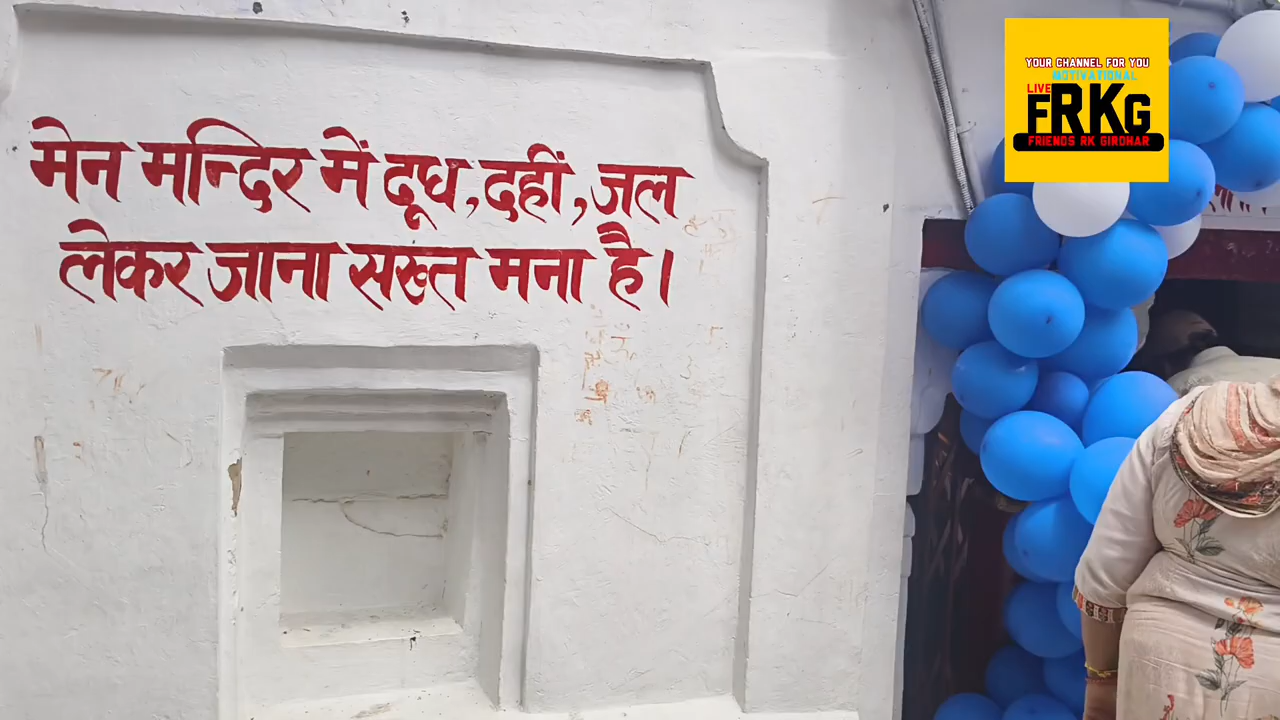 मेन मन्दिर में दूध, दहीं, जल
लेकर जाना सख्त मना है।
YOUR CHANNEL FOR YOU
MOTIVATIONAL
LIVE
FRKG
FRIENDS RK GIRDHAR